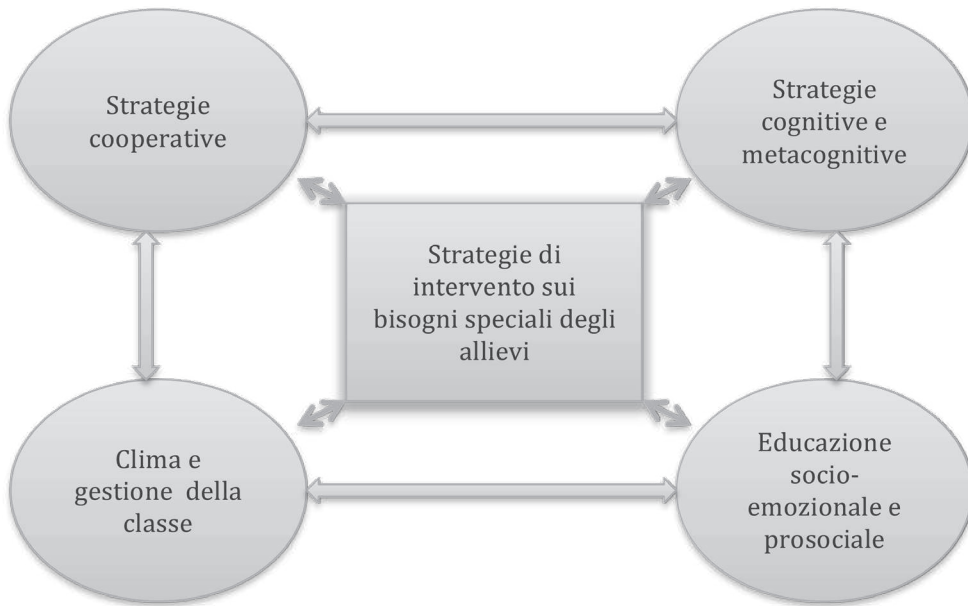 Strategie
cooperative
Strategie
cognitive e
metacognitive
Strategie di
intervento sui
bisogni speciali degli
allievi
Clima e
gestione della
classe
Educazione
socio-
emozionale e
prosociale